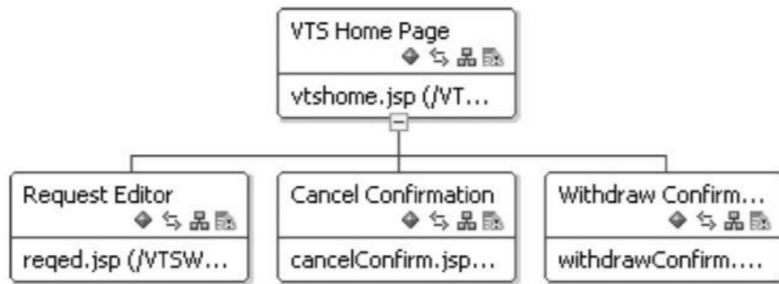 VTS Home Page
vtshome.jsp (/VT...
Request Editor
reqed.jsp (/VTSW...
Cancel Confirmation
cancelConfirm.jsp...
Withdraw Confirm...
withdrawConfirm....